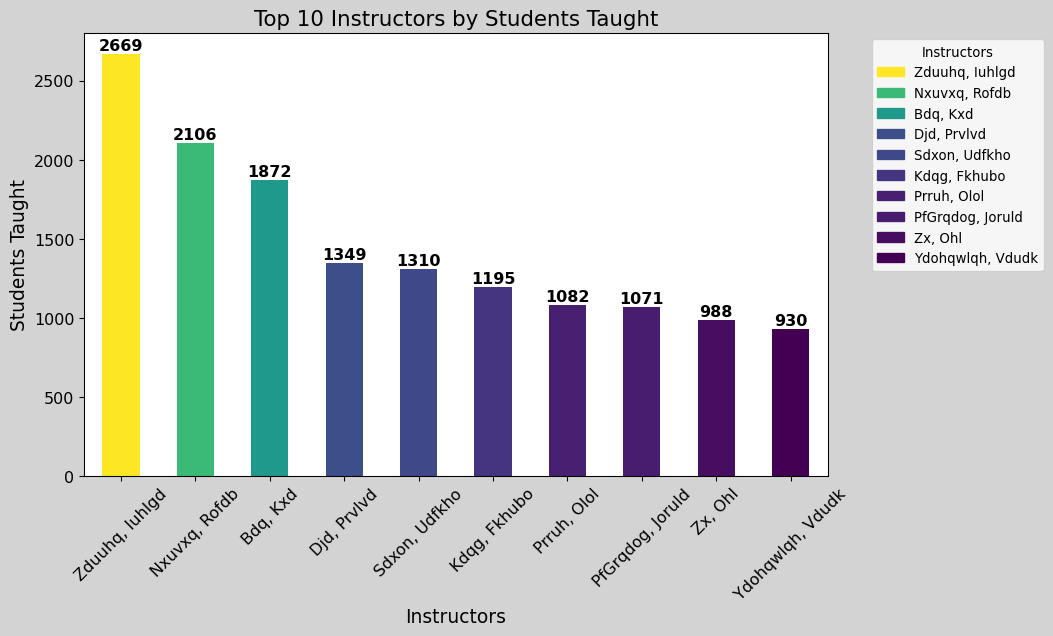 Top 10 Instructors by Students Taught
Students Taught
2500
2000
1500
1000
500
0
2669
2106
1872
1349
1310
1195
1082
1071
988
930
Zduuhq, Iuhlgd
Nxuvxq, Rofdb
Bdq, Kxd
Djd, Prvlvd
Sdxon, Udfkho
Kdqg, Fkhubo
Prruh, Olol
PfGrqdog, Joruld
Zx, Ohl
Ydohqwlqh, Vdudk
Instructors
Instructors
Zduuhq, Iuhlgd
Nxuvxq, Rofdb
Bdq, Kxd
Djd, Prvlvd
Sdxon, Udfkho
Kdqg, Fkhubo
Prruh, Olol
PfGrqdog, Joruld
Zx, Ohl
Ydohqwlqh, Vdudk